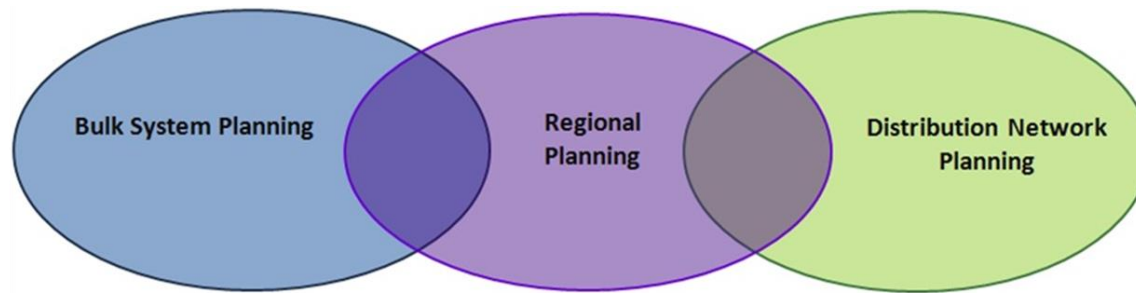 Bulk System Planning
Regional
Planning
Distribution Network
Planning